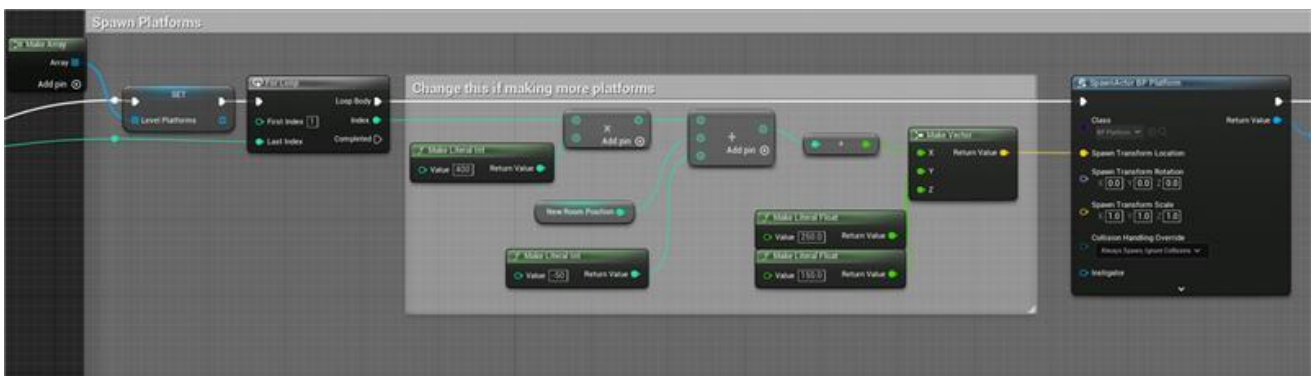 Spawn Platforms
Make Array
Array
Add pin
SET
Level Platforms
For Loop
First Index 1
Last Index
Loop Body
Index
Completed
Change this if making more platforms
Make Literal Int
Value 400 Return Value
X
Add pin
New Room Position
Make Literal Int
Value -50 Return Value
+
Add pin
Make Literal Float
Value 250.0 Return Value
Make Literal Float
Value 150.0 Return Value
Make Vector
X Return Value
Y
Z
SpawnActor BP Platform
Class Return Value
BP Platform
Spawn Transform Location
Spawn Transform Rotation
X 0.0 Y 0.0 Z 0.0
Spawn Transform Scale
X 1.0 Y 1.0 Z 1.0
Collision Handling Override
Always Spawn, Ignore Collisions
Instigator